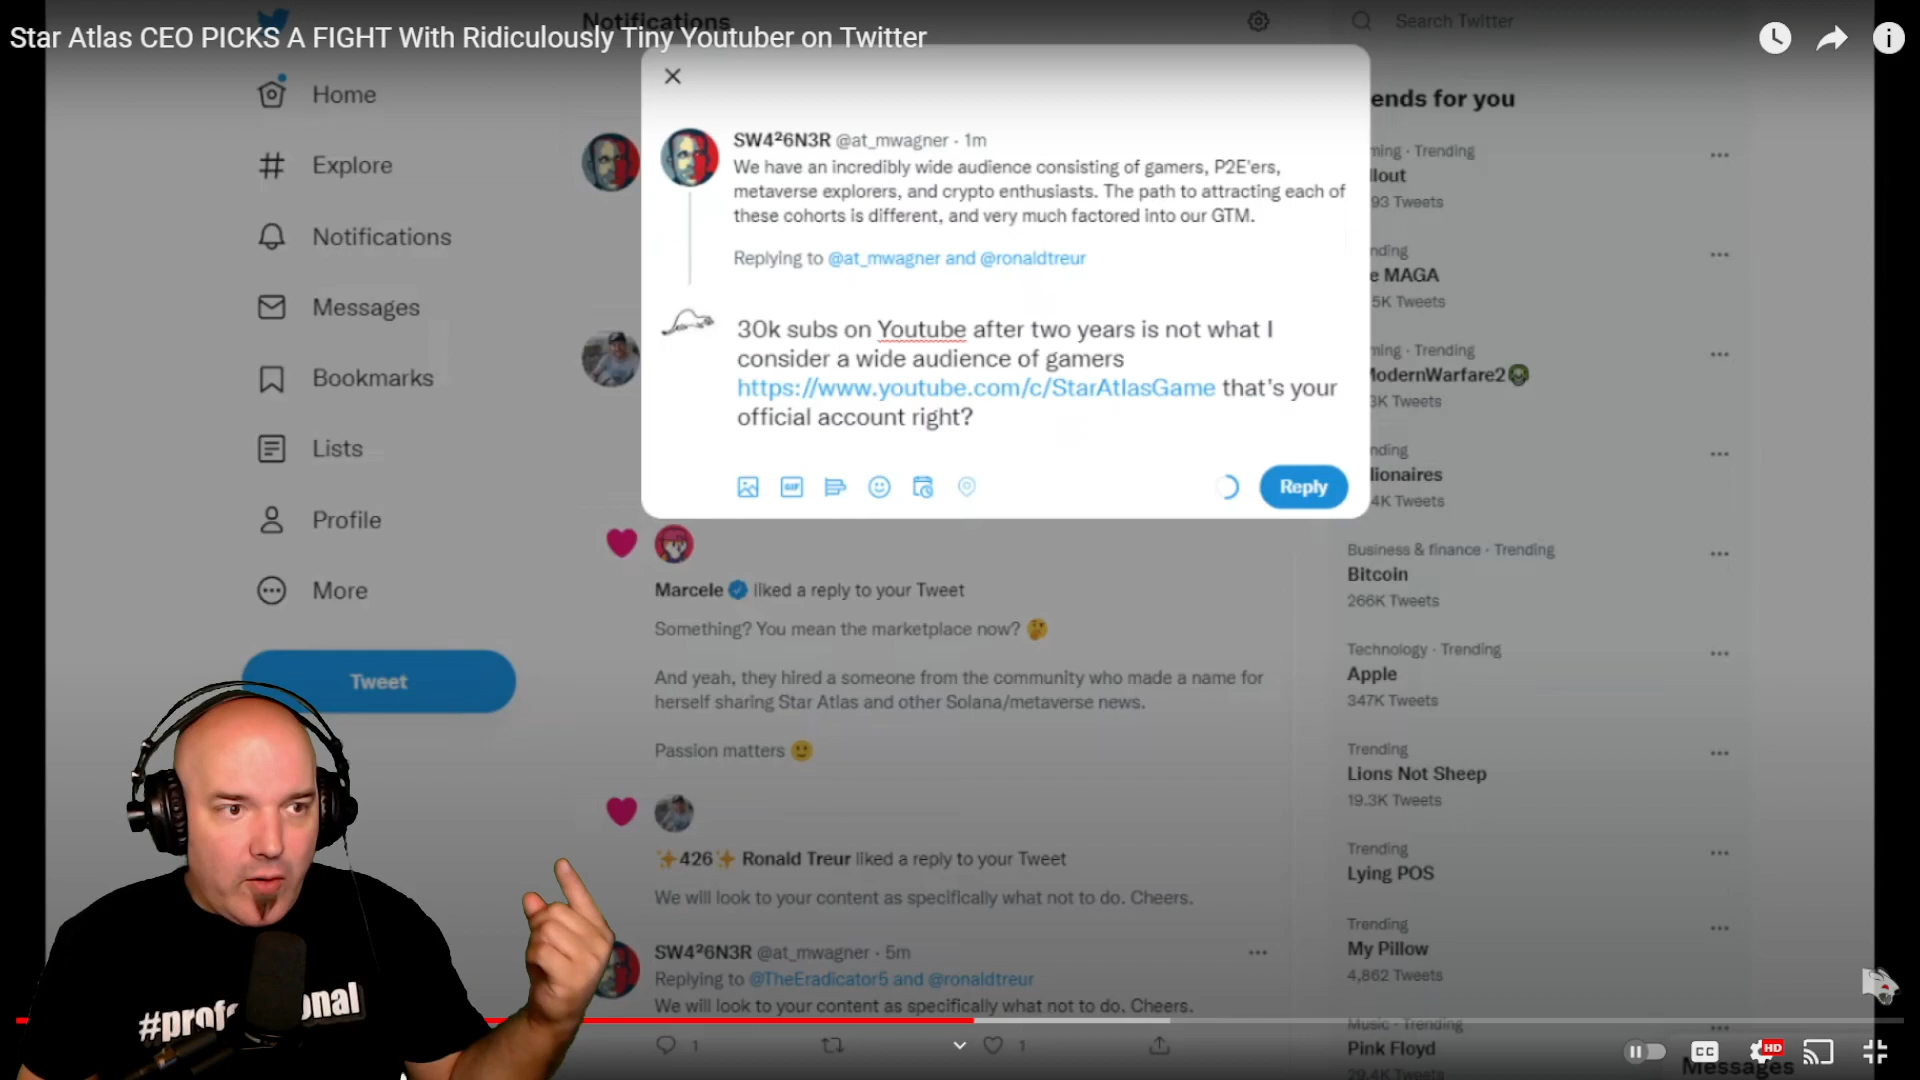 Star Atlas CEO PICKS A FIGHT With Ridiculously Tiny Youtuber on Twitter
Notifications
Search Twitter
Home
Explore
Notifications
Messages
Bookmarks
Lists
Profile
More
Tweet
SW4²6N3R @at_mwagner · 1m
We have an incredibly wide audience consisting of gamers, P2E'ers,
metaverse explorers, and crypto enthusiasts. The path to attracting each of
these cohorts is different, and very much factored into our GTM.
Replying to @at_mwagner and @ronaldtreur
30k subs on Youtube after two years is not what I
consider a wide audience of gamers
https://www.youtube.com/c/StarAtlasGame that's your
official account right?
GIF
Reply
Marcele liked a reply to your Tweet
Something? You mean the marketplace now? 🤔
And yeah, they hired a someone from the community who made a name for
herself sharing Star Atlas and other Solana/metaverse news.
Passion matters 🙂
✨426✨ Ronald Treur liked a reply to your Tweet
We will look to your content as specifically what not to do. Cheers.
SW4²6N3R @at_mwagner · 5m
Replying to @TheEradicator5 and @ronaldtreur
We will look to your content as specifically what not to do. Cheers.
1
1
ends for you
ming · Trending
llout
93 Tweets
nding
e MAGA
5K Tweets
ming · Trending
ModernWarfare2
3K Tweets
nding
lionaires
4K Tweets
Business & finance · Trending
Bitcoin
266K Tweets
Technology · Trending
Apple
347K Tweets
Trending
Lions Not Sheep
19.3K Tweets
Trending
Lying POS
Trending
My Pillow
4,862 Tweets
Music · Trending
Pink Floyd
29.4K Tweets
Messages
CC
HD